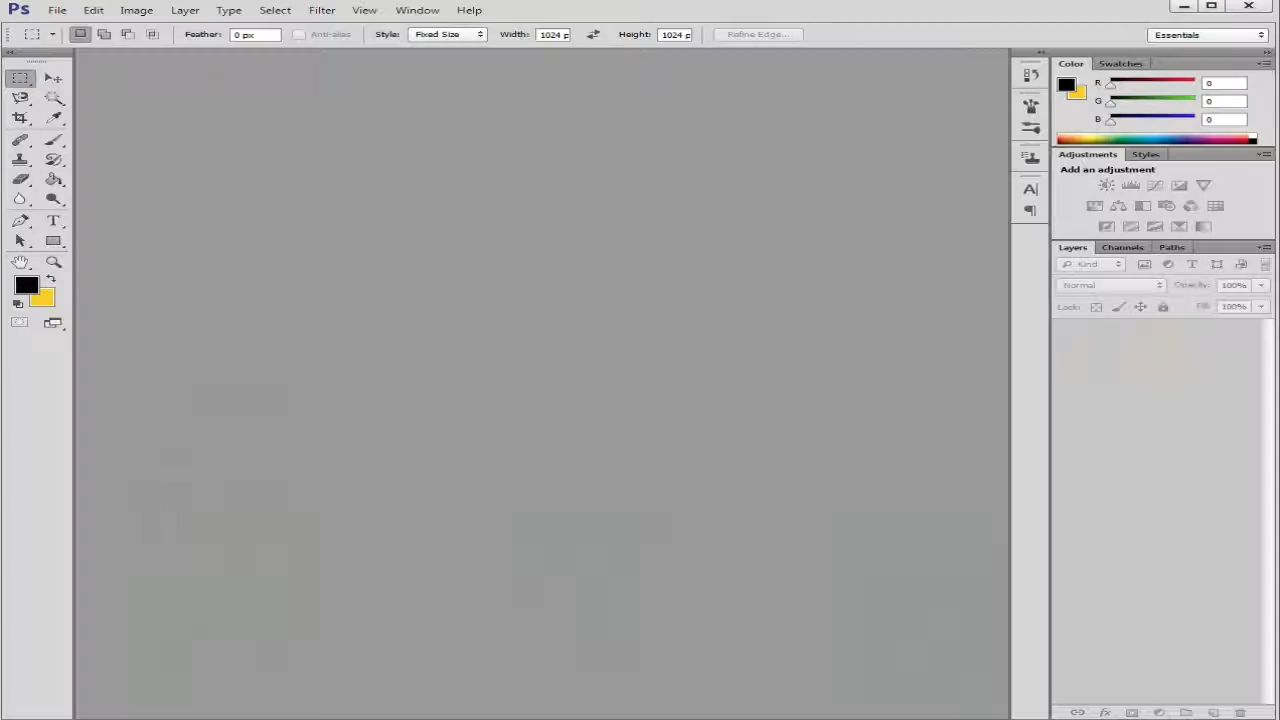 Ps File Edit Image Layer Type Select Filter View Window Help
Feather: 0 px Anti-alias Style: Fixed Size Width: 1024 p Height: 1024 p Refine Edge... Essentials
Color Swatches
R 0
G 0
B 0
Adjustments Styles
Add an adjustment
Layers Channels Paths
Kind
Normal Opacity: 100%
Lock: Fill: 100%